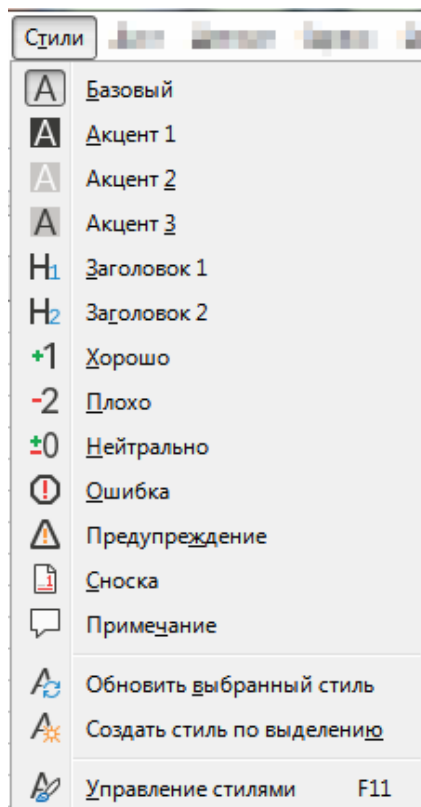 Стили
Базовый
Акцент 1
Акцент 2
Акцент 3
Заголовок 1
Заголовок 2
Хорошо
Плохо
Нейтрально
Ошибка
Предупреждение
Сноска
Примечание
Обновить выбранный стиль
Создать стиль по выделению
Управление стилями F11